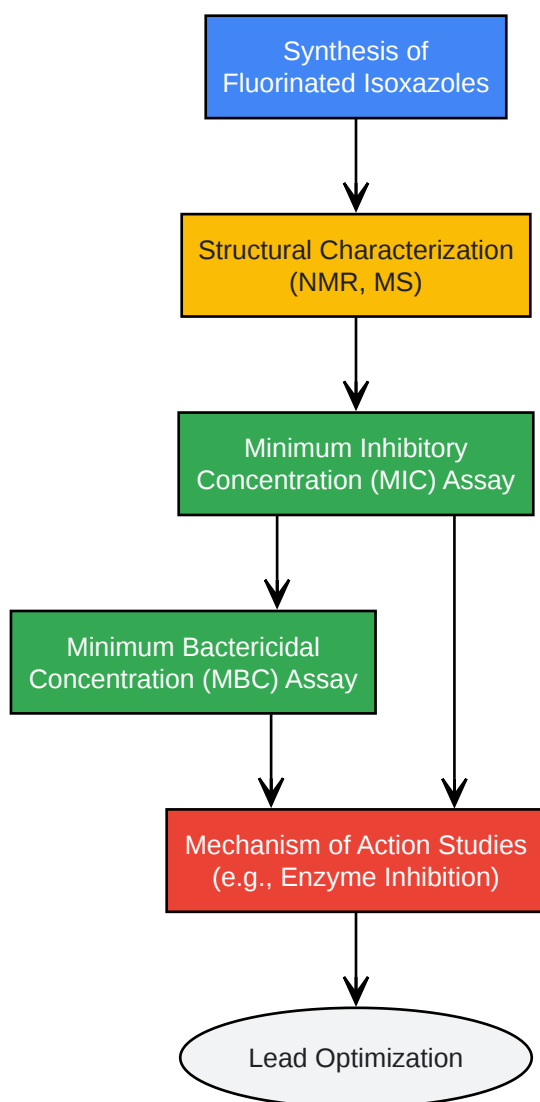 Synthesis of
Fluorinated Isoxazoles
Structural Characterization
(NMR, MS)
Minimum Inhibitory
Concentration (MIC) Assay
Minimum Bactericidal
Concentration (MBC) Assay
Mechanism of Action Studies
(e.g., Enzyme Inhibition)
Lead Optimization